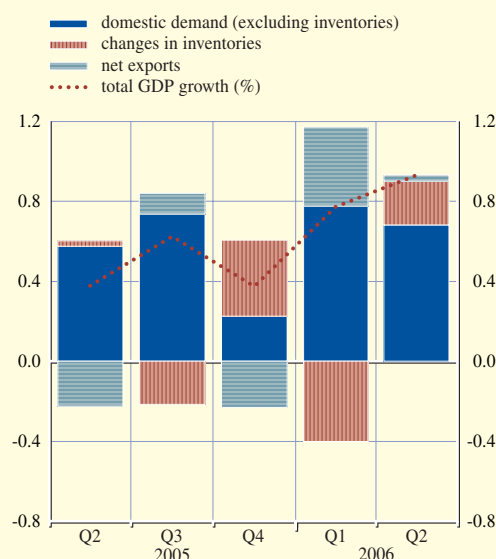 domestic demand (excluding inventories)
changes in inventories
net exports
total GDP growth (%)
1.2 1.2
0.8 0.8
0.4 0.4
0.0 0.0
-0.4 -0.4
-0.8 -0.8
Q2 Q3 Q4 Q1 Q2
2005 2006